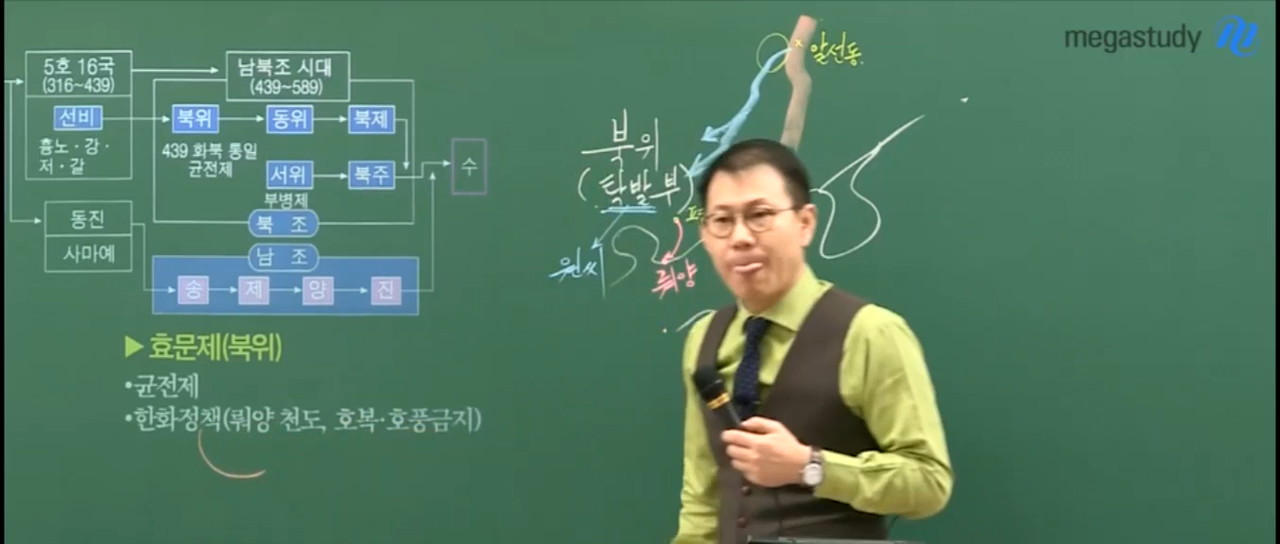 megastudy
5호 16국
(316~439)
선비
흉노·강·
저·갈
남북조 시대
(439~589)
북위
동위
북제
439 화북 통일
균전제
서위
북주
부병제
수
북 조
동진
사마예
남 조
송
제
양
진
▶ 효문제(북위)
•균전제
•한화정책(뤄양 천도, 호복·호풍금지)
알선동
북위
(탁발부)
원씨
뤄양